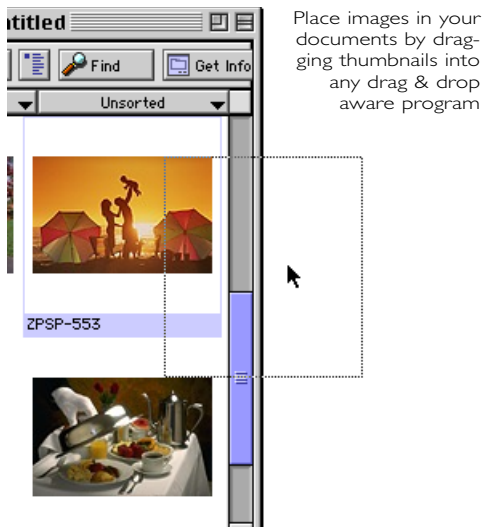 ntitled
Place images in your
documents by drag-
ging thumbnails into
any drag & drop
aware program
Find
Get Info
Unsorted
ZPSP-553